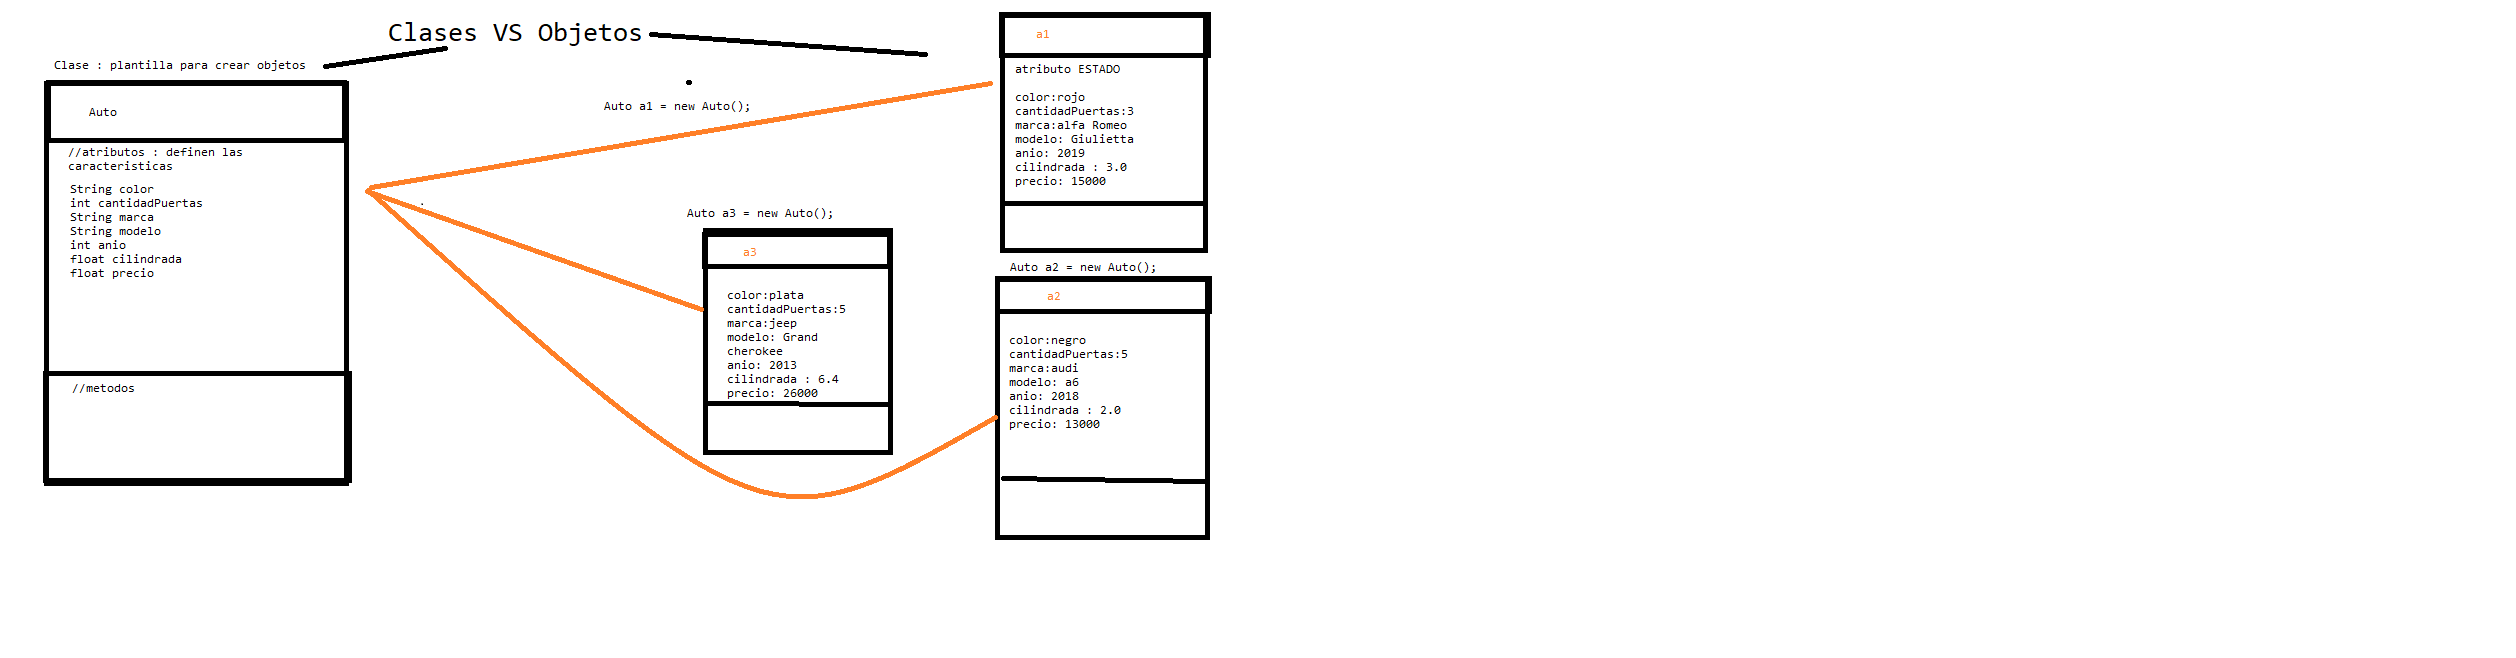 Clases VS Objetos
Clase : plantilla para crear objetos
Auto
//atributos : definen las
caracteristicas
String color
int cantidadPuertas
String marca
String modelo
int anio
float cilindrada
float precio
//metodos
Auto a1 = new Auto();
a1
atributo ESTADO
color:rojo
cantidadPuertas:3
marca:alfa Romeo
modelo: Giulietta
anio: 2019
cilindrada : 3.0
precio: 15000
Auto a3 = new Auto();
a3
color:plata
cantidadPuertas:5
marca:jeep
modelo: Grand
cherokee
anio: 2013
cilindrada : 6.4
precio: 26000
Auto a2 = new Auto();
a2
color:negro
cantidadPuertas:5
marca:audi
modelo: a6
anio: 2018
cilindrada : 2.0
precio: 13000